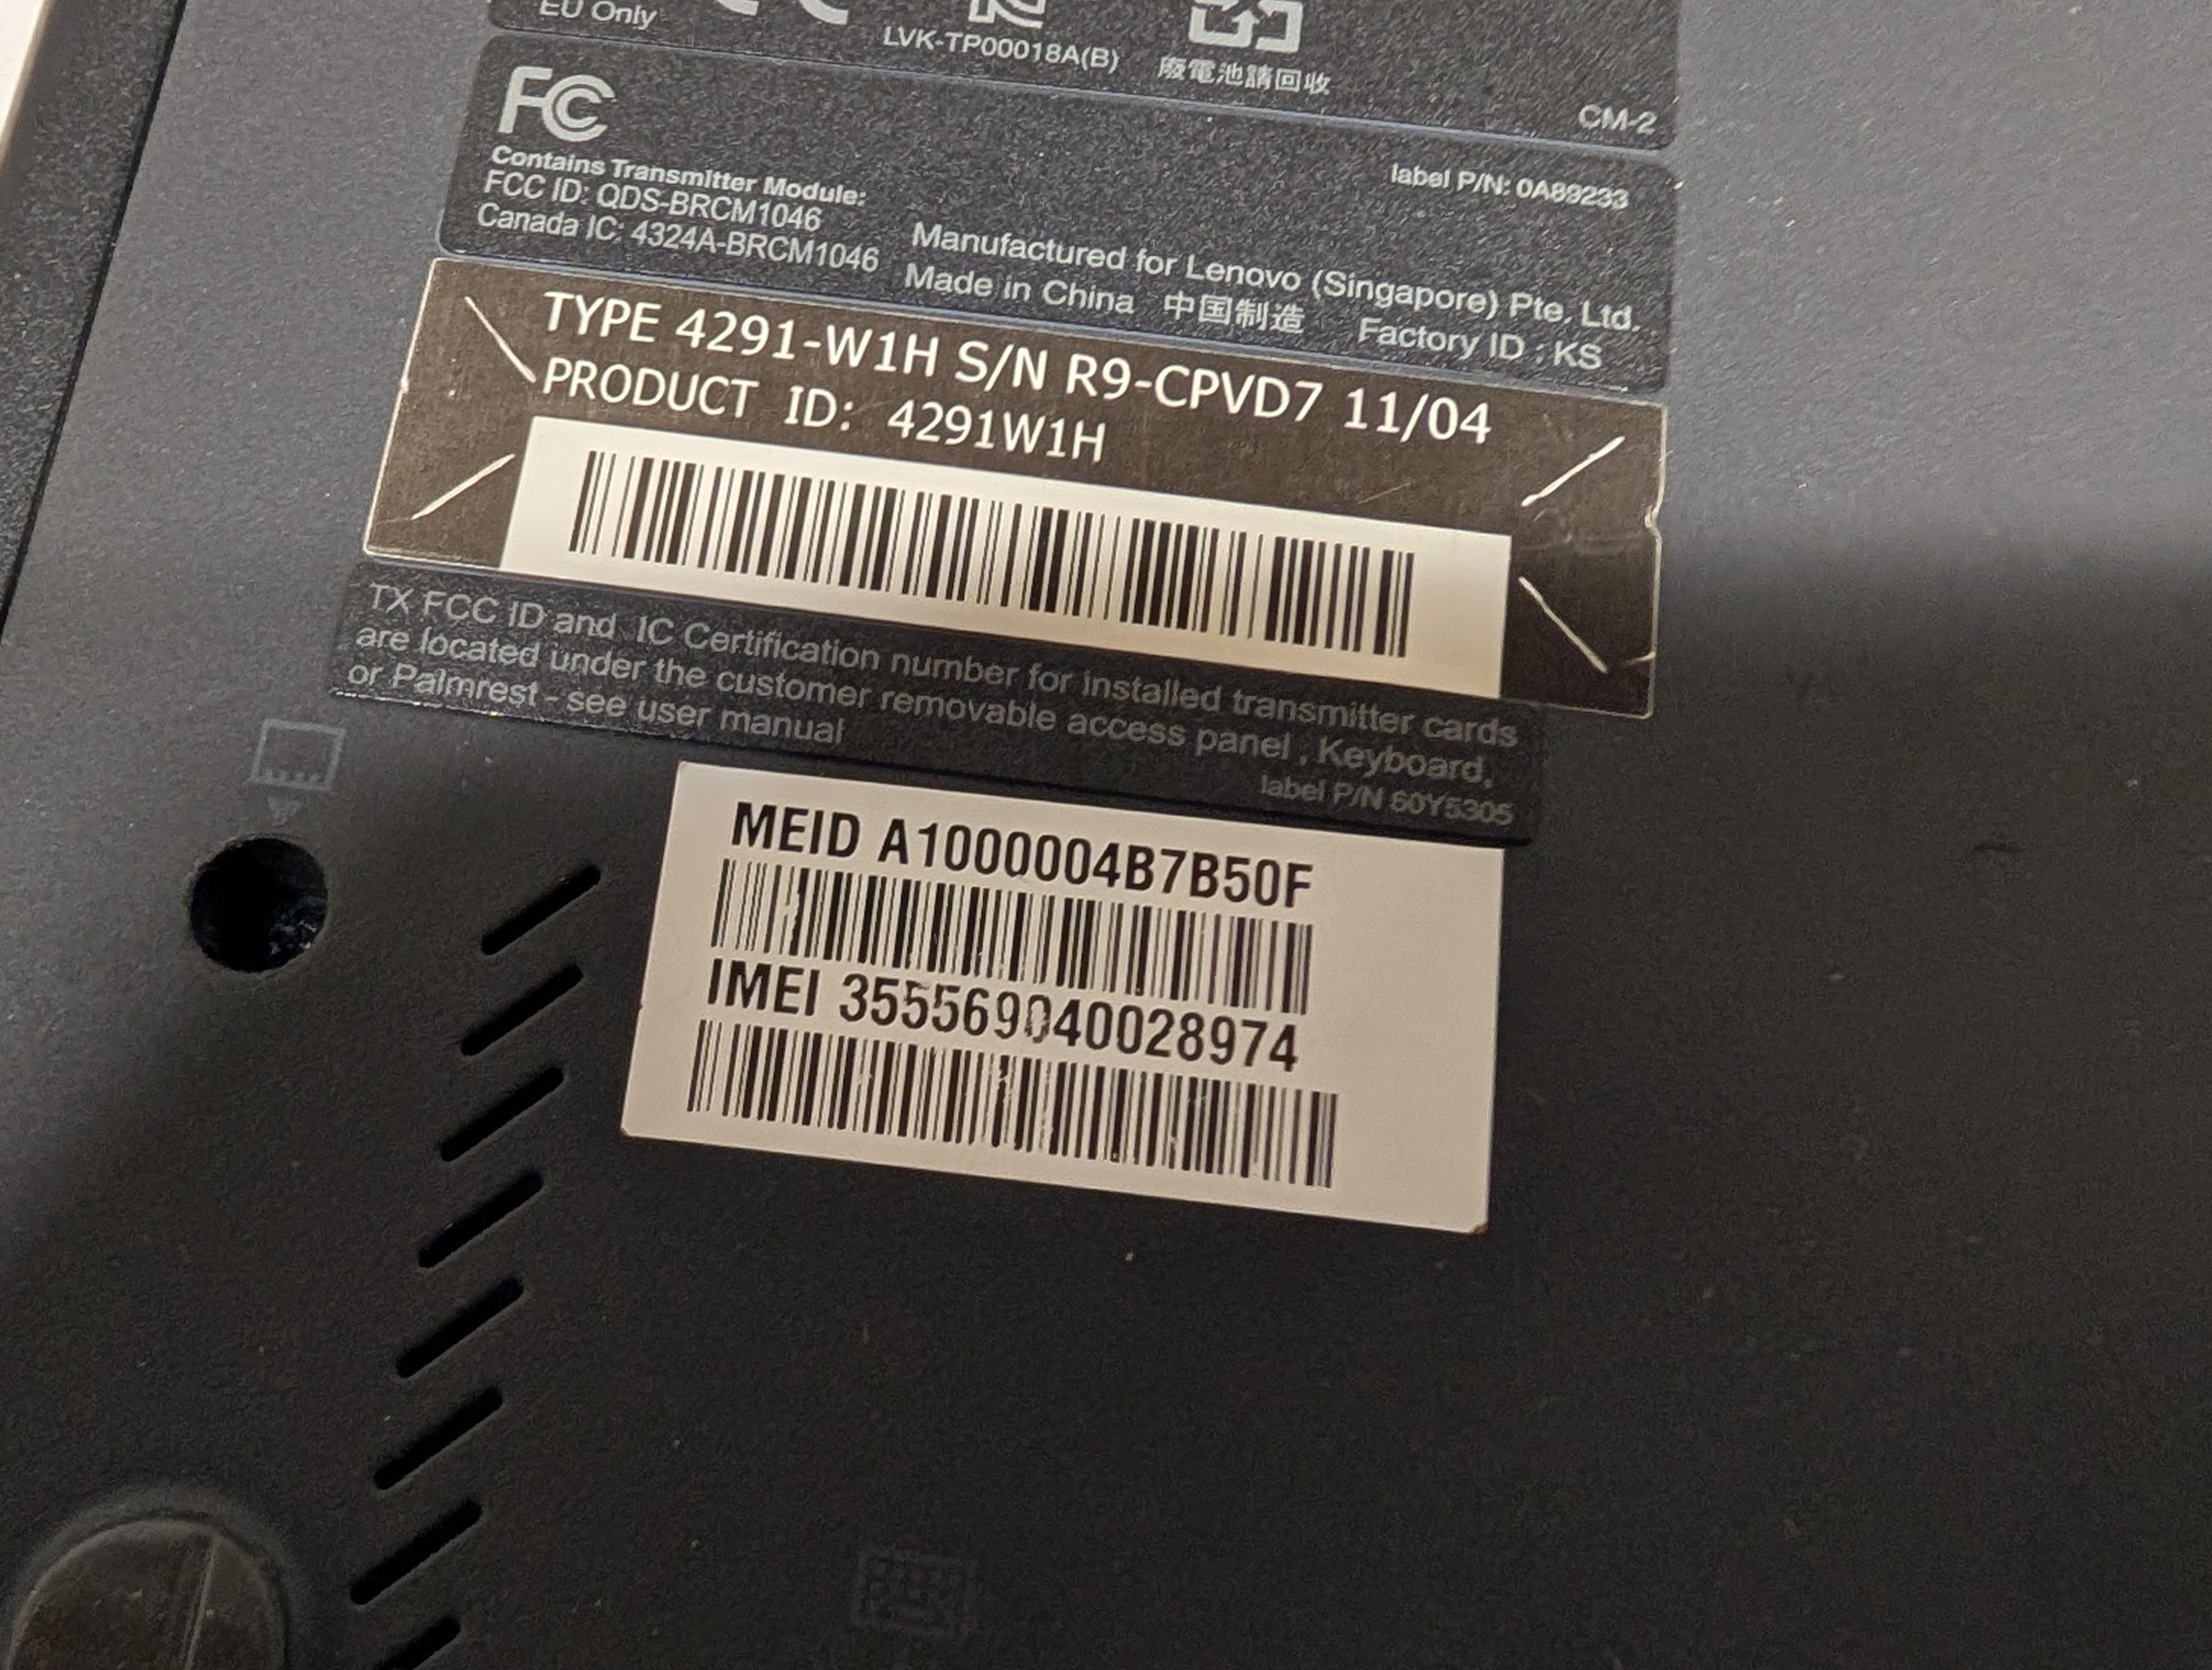 EU Only
LVK-TP00018A(B)
廢電池請回收
CM-2
FC
Contains Transmitter Module:
FCC ID: QDS-BRCM1046
Canada IC: 4324A-BRCM1046
label P/N: 0A89233
Manufactured for Lenovo (Singapore) Pte. Ltd.
Made in China 中国制造 Factory ID : KS
TYPE 4291-W1H S/N R9-CPVD7 11/04
PRODUCT ID: 4291W1H
TX FCC ID and IC Certification number for installed transmitter cards
are located under the customer removable access panel , Keyboard,
or Palmrest - see user manual
label P/N 60Y5305
MEID A1000004B7B50F
IMEI 355569040028974